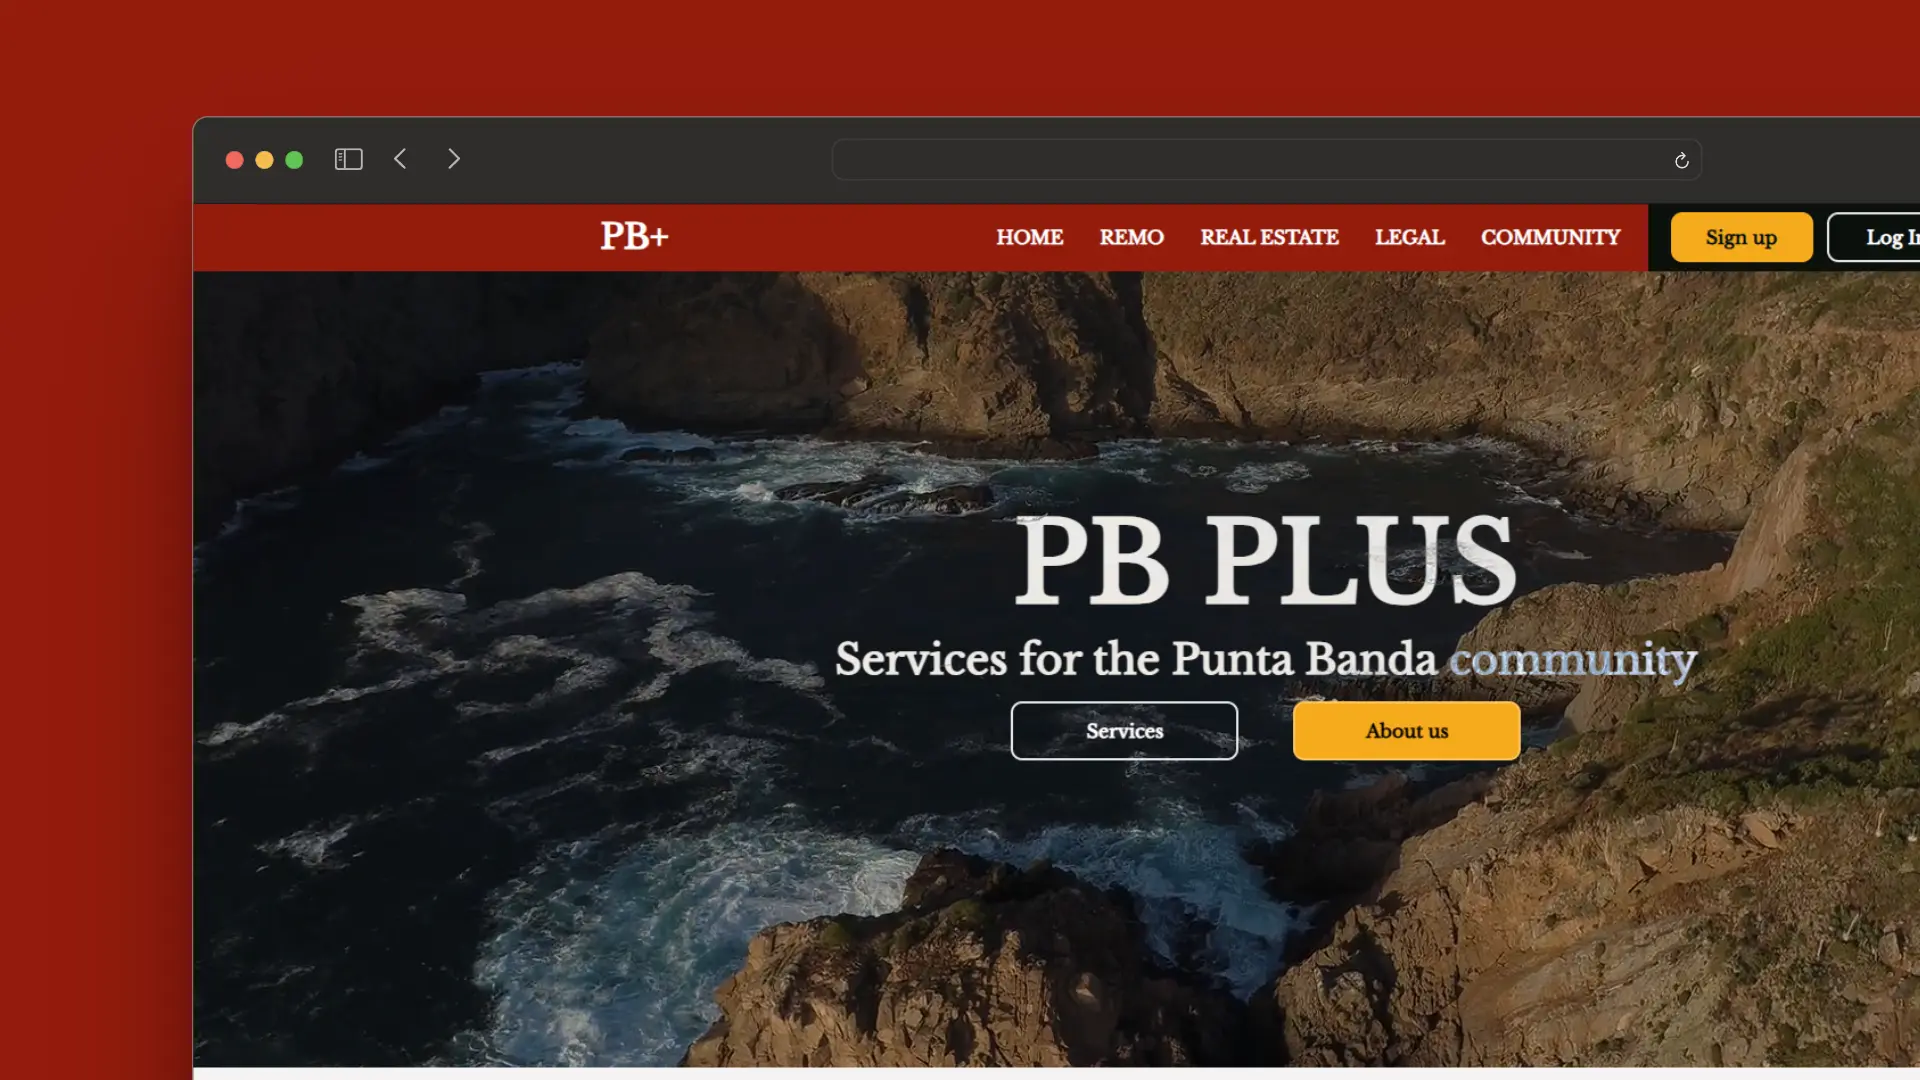 PB+ HOME REMO REAL ESTATE LEGAL COMMUNITY Sign up Log In
PB PLUS
Services for the Punta Banda community
Services About us